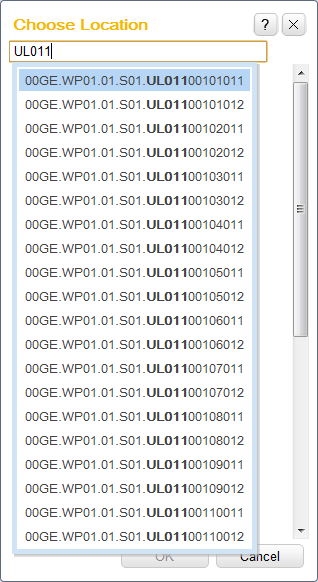 Choose Location
?
UL011
00GE.WP01.01.S01.UL01100101011
00GE.WP01.01.S01.UL01100101012
00GE.WP01.01.S01.UL01100102011
00GE.WP01.01.S01.UL01100102012
00GE.WP01.01.S01.UL01100103011
00GE.WP01.01.S01.UL01100103012
00GE.WP01.01.S01.UL01100104011
00GE.WP01.01.S01.UL01100104012
00GE.WP01.01.S01.UL01100105011
00GE.WP01.01.S01.UL01100105012
00GE.WP01.01.S01.UL01100106011
00GE.WP01.01.S01.UL01100106012
00GE.WP01.01.S01.UL01100107011
00GE.WP01.01.S01.UL01100107012
00GE.WP01.01.S01.UL01100108011
00GE.WP01.01.S01.UL01100108012
00GE.WP01.01.S01.UL01100109011
00GE.WP01.01.S01.UL01100109012
00GE.WP01.01.S01.UL01100110011
00GE.WP01.01.S01.UL01100110012
OK Cancel